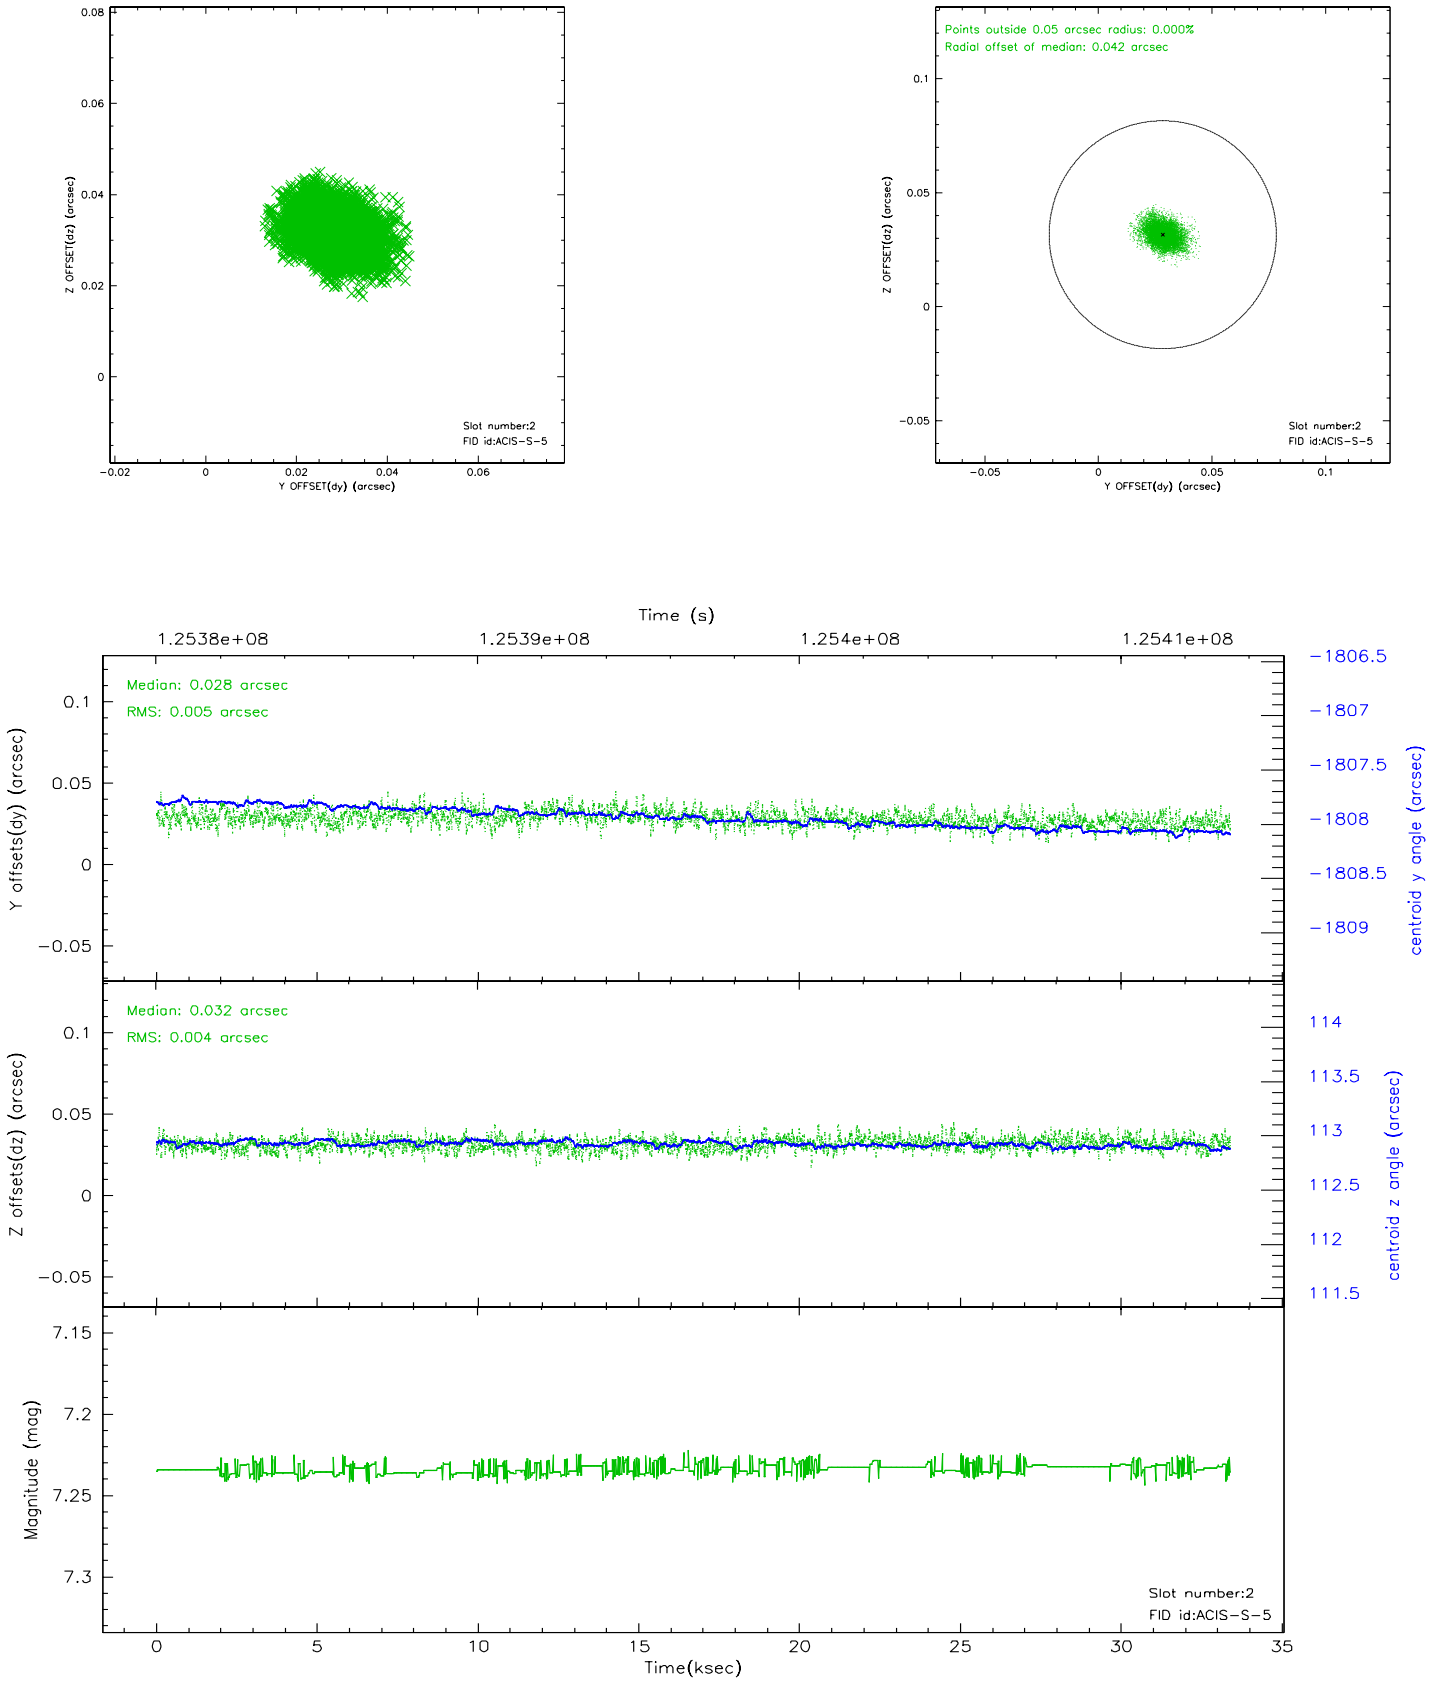 0.08
0.06
0.04
0.02
0
Z OFFSET(dz) (arcsec)
Slot number:2
FID id:ACIS-S-5
-0.02 0 0.02 0.04 0.06
Y OFFSET(dy) (arcsec)
Points outside 0.05 arcsec radius: 0.000%
Radial offset of median: 0.042 arcsec
0.1
0.05
0
-0.05
Z OFFSET(dz) (arcsec)
Slot number:2
FID id:ACIS-S-5
-0.05 0 0.05 0.1
Y OFFSET(dy) (arcsec)
Time (s)
1.2538e+08 1.2539e+08 1.254e+08 1.2541e+08
Median: 0.028 arcsec
RMS: 0.005 arcsec
0.1
0.05
0
-0.05
Y offsets(dy) (arcsec)
-1806.5
-1807
-1807.5
-1808
-1808.5
-1809
centroid y angle (arcsec)
Median: 0.032 arcsec
RMS: 0.004 arcsec
0.1
0.05
0
-0.05
Z offsets(dz) (arcsec)
114
113.5
113
112.5
112
111.5
centroid z angle (arcsec)
7.15
7.2
7.25
7.3
Magnitude (mag)
Slot number:2
FID id:ACIS-S-5
0 5 10 15 20 25 30 35
Time(ksec)